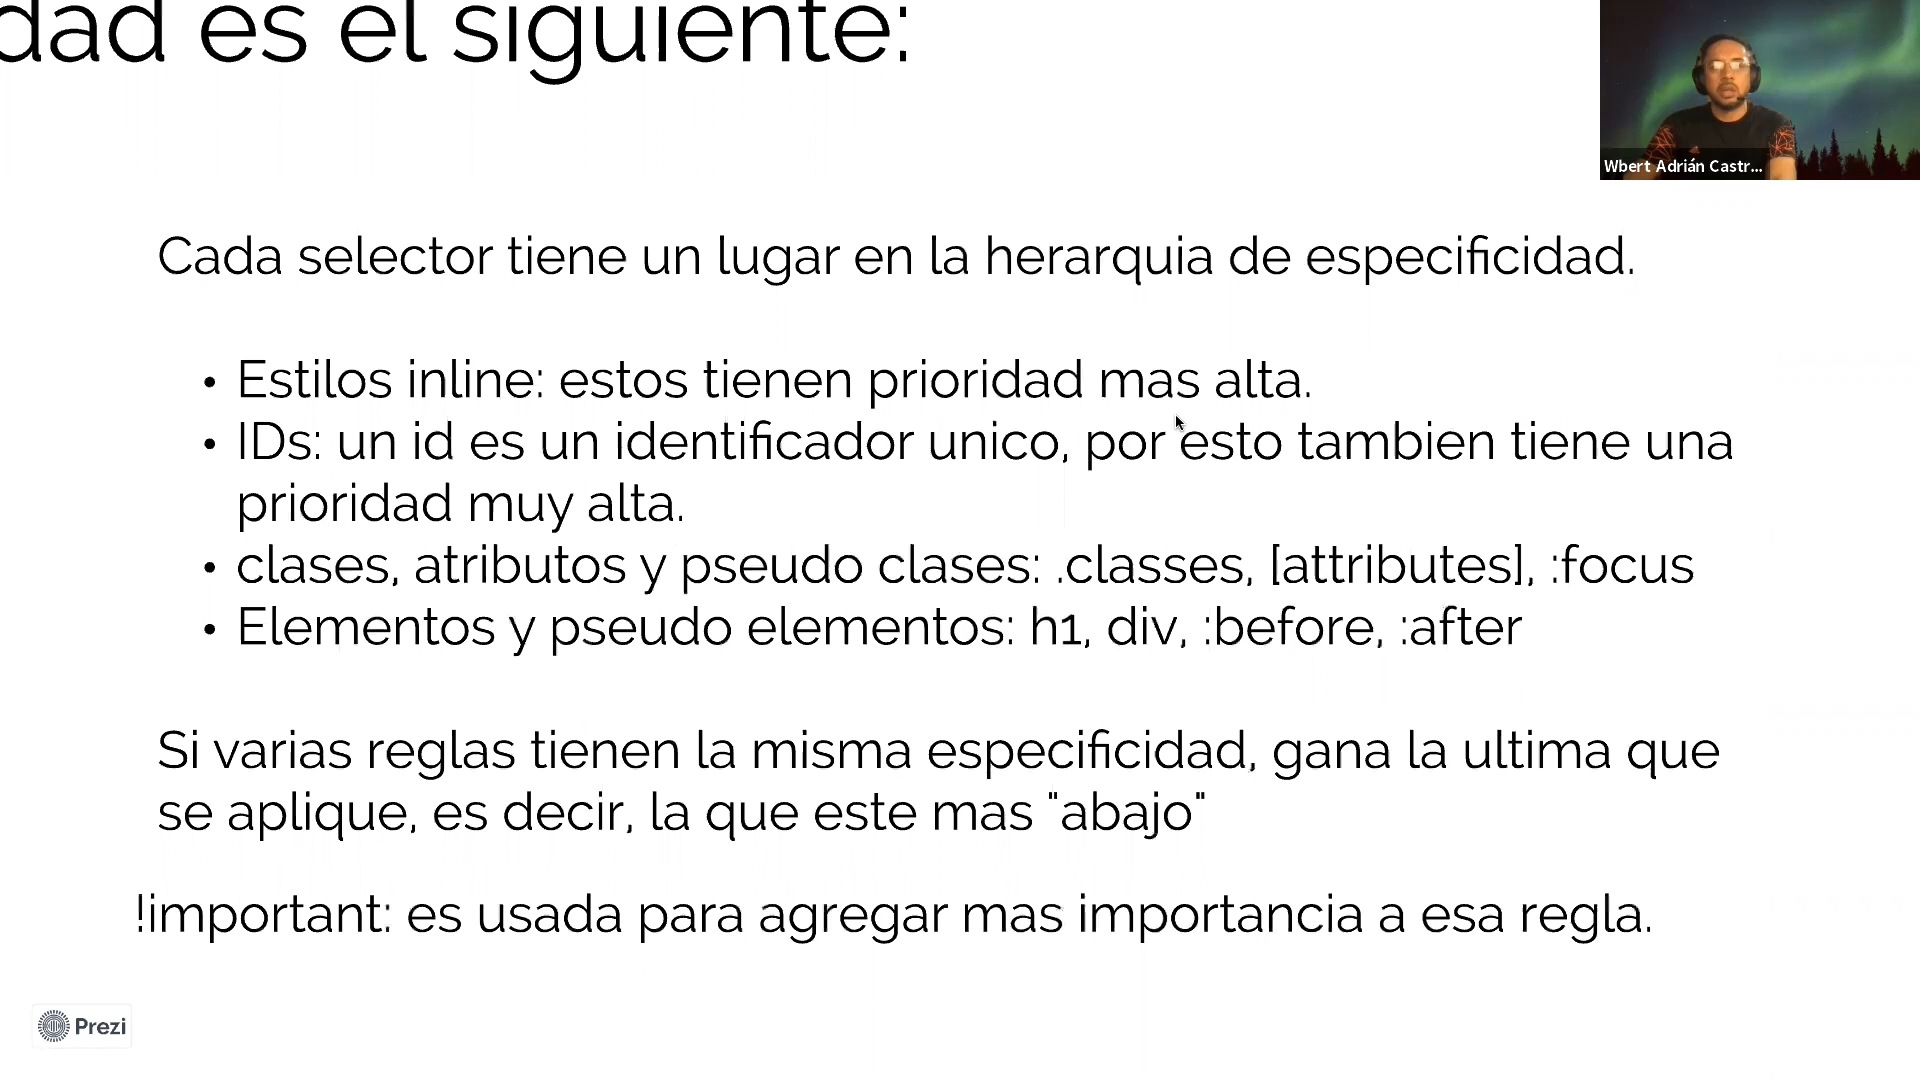 dad es el siguiente:
Wbert Adrián Castr...
Cada selector tiene un lugar en la herarquia de especificidad.
• Estilos inline: estos tienen prioridad mas alta.
• IDs: un id es un identificador unico, por esto tambien tiene una
prioridad muy alta.
• clases, atributos y pseudo clases: .classes, [attributes], :focus
• Elementos y pseudo elementos: h1, div, :before, :after
Si varias reglas tienen la misma especificidad, gana la ultima que
se aplique, es decir, la que este mas "abajo"
!important: es usada para agregar mas importancia a esa regla.
Prezi